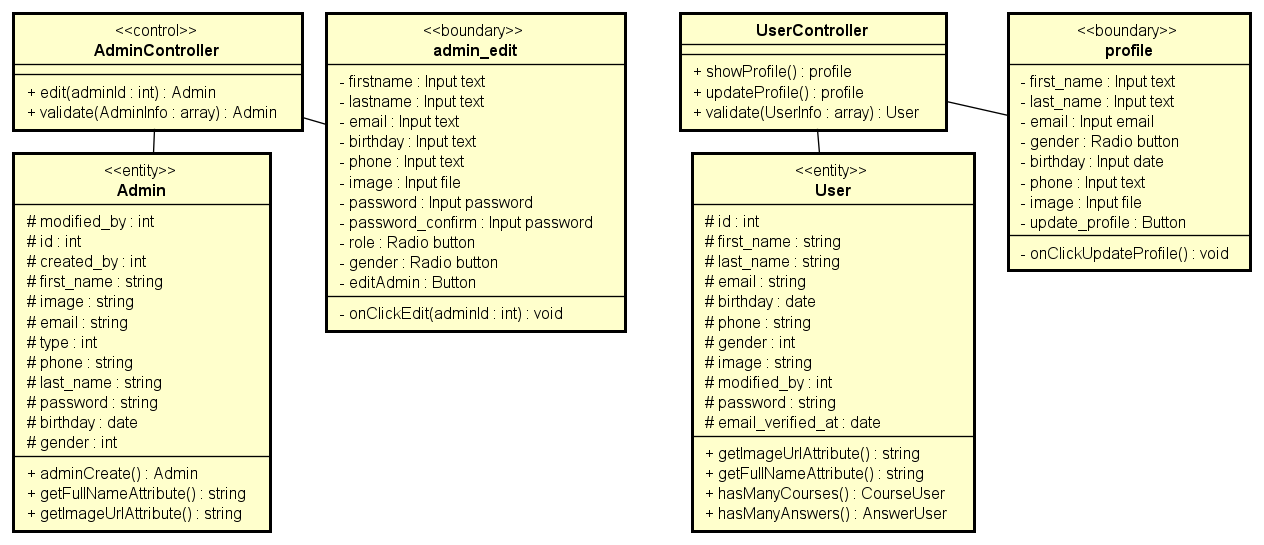 <<control>>
AdminController
+ edit(adminId : int) : Admin
+ validate(AdminInfo : array) : Admin
<<boundary>>
admin_edit
- firstname : Input text
- lastname : Input text
- email : Input text
- birthday : Input text
- phone : Input text
- image : Input file
- password : Input password
- password_confirm : Input password
- role : Radio button
- gender : Radio button
- editAdmin : Button
- onClickEdit(adminId : int) : void
<<entity>>
Admin
# modified_by : int
# id : int
# created_by : int
# first_name : string
# image : string
# email : string
# type : int
# phone : string
# last_name : string
# password : string
# birthday : date
# gender : int
+ adminCreate() : Admin
+ getFullNameAttribute() : string
+ getImageUrlAttribute() : string
UserController
+ showProfile() : profile
+ updateProfile() : profile
+ validate(UserInfo : array) : User
<<boundary>>
profile
- first_name : Input text
- last_name : Input text
- email : Input email
- gender : Radio button
- birthday : Input date
- phone : Input text
- image : Input file
- update_profile : Button
- onClickUpdateProfile() : void
<<entity>>
User
# id : int
# first_name : string
# last_name : string
# email : string
# birthday : date
# phone : string
# gender : int
# image : string
# modified_by : int
# password : string
# email_verified_at : date
+ getImageUrlAttribute() : string
+ getFullNameAttribute() : string
+ hasManyCourses() : CourseUser
+ hasManyAnswers() : AnswerUser